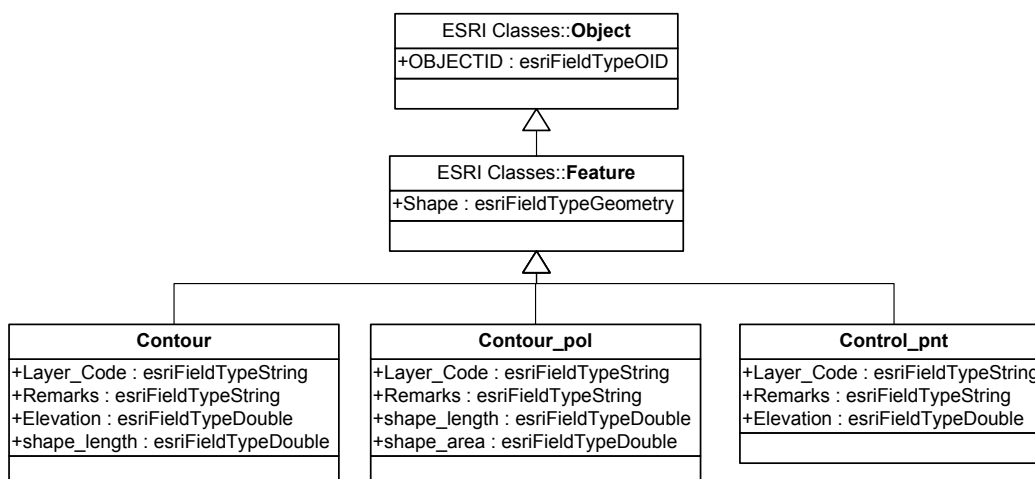 ESRI Classes::Object
+OBJECTID : esriFieldTypeOID
ESRI Classes::Feature
+Shape : esriFieldTypeGeometry
Contour
+Layer_Code : esriFieldTypeString
+Remarks : esriFieldTypeString
+Elevation : esriFieldTypeDouble
+shape_length : esriFieldTypeDouble
Contour_pol
+Layer_Code : esriFieldTypeString
+Remarks : esriFieldTypeString
+shape_length : esriFieldTypeDouble
+shape_area : esriFieldTypeDouble
Control_pnt
+Layer_Code : esriFieldTypeString
+Remarks : esriFieldTypeString
+Elevation : esriFieldTypeDouble